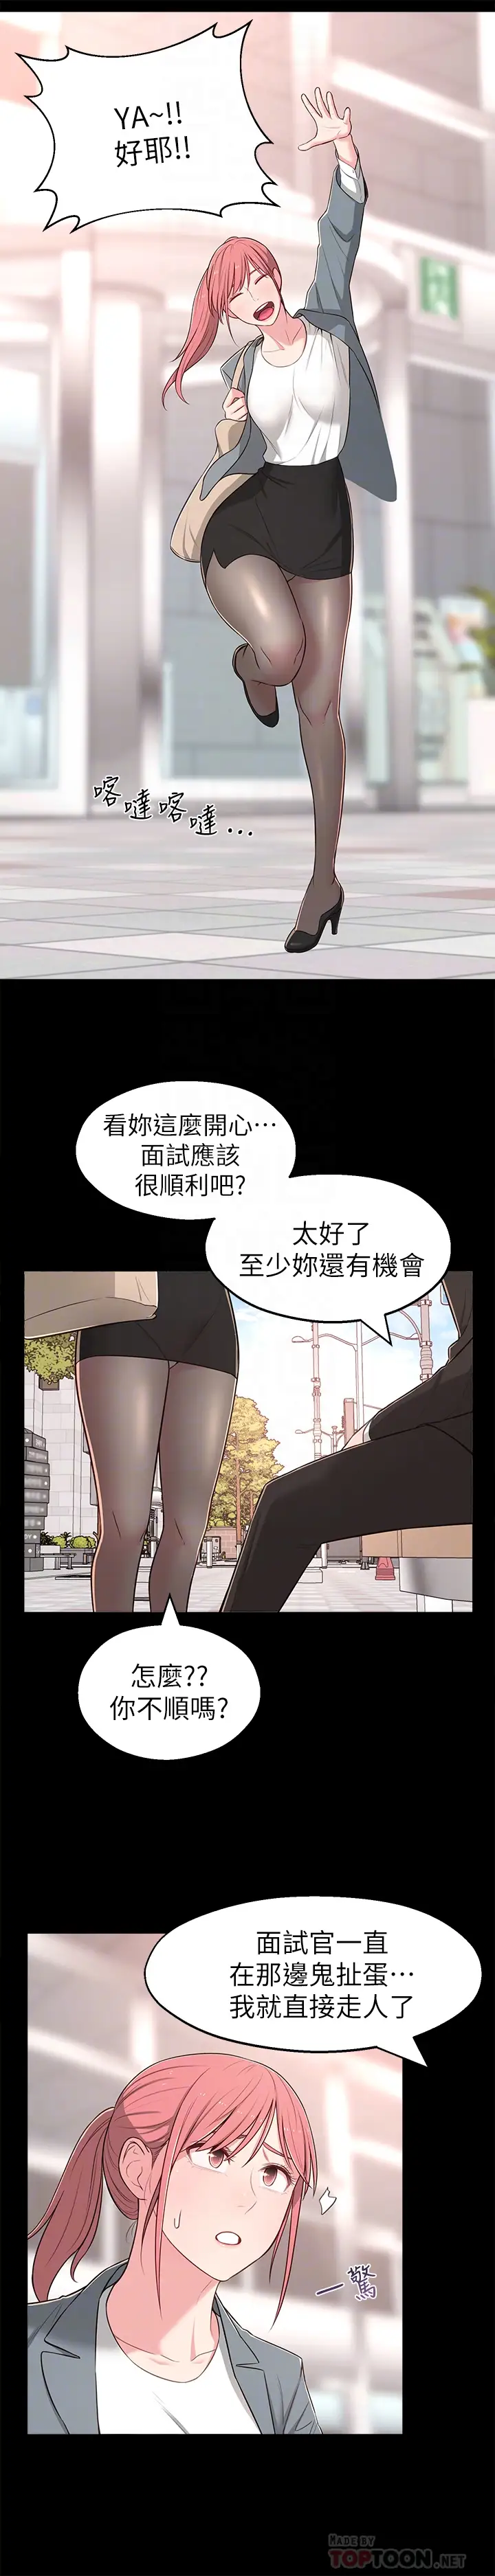 YA~!!
好耶!!
喀噠喀噠...
看妳這麼開心…
面試應該
很順利吧?
太好了
至少妳還有機會
怎麼??
你不順嗎?
面試官一直
在那邊鬼扯蛋…
我就直接走人了
一驚
MADE BY
TOPTOON.NET